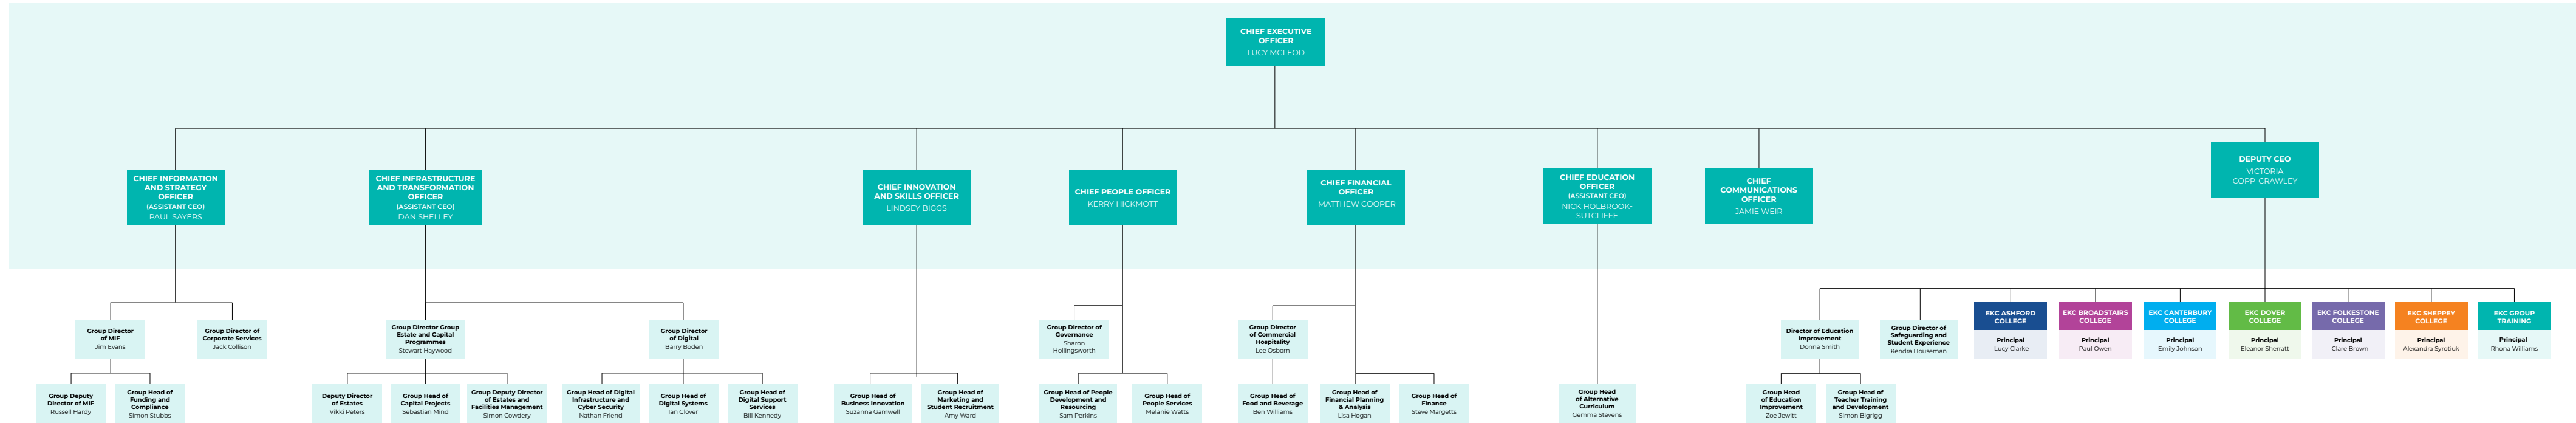 CHIEF EXECUTIVE
OFFICER
LUCY MCLEOD
CHIEF INFORMATION
AND STRATEGY
OFFICER
(ASSISTANT CEO)
PAUL SAYERS
CHIEF INFRASTRUCTURE
AND TRANSFORMATION
OFFICER
(ASSISTANT CEO)
DAN SHELLEY
CHIEF INNOVATION
AND SKILLS OFFICER
LINDSEY BIGGS
CHIEF PEOPLE OFFICER
KERRY HICKMOTT
CHIEF FINANCIAL
OFFICER
MATTHEW COOPER
CHIEF EDUCATION
OFFICER
(ASSISTANT CEO)
NICK HOLBROOK-
SUTCLIFFE
CHIEF
COMMUNICATIONS
OFFICER
JAMIE WEIR
DEPUTY CEO
VICTORIA
COPP-CRAWLEY
Group Director
of MIF
Jim Evans
Group Director of
Corporate Services
Jack Collison
Group Director Group
Estate and Capital
Programmes
Stewart Haywood
Group Director
of Digital
Barry Boden
Group Director of
Governance
Sharon
Hollingsworth
Group Director
of Commercial
Hospitality
Lee Osborn
Director of Education
Improvement
Donna Smith
Group Director of
Safeguarding and
Student Experience
Kendra Houseman
EKC ASHFORD
COLLEGE
Principal
Lucy Clarke
EKC BROADSTAIRS
COLLEGE
Principal
Paul Owen
EKC CANTERBURY
COLLEGE
Principal
Emily Johnson
EKC DOVER
COLLEGE
Principal
Eleanor Sherratt
EKC FOLKESTONE
COLLEGE
Principal
Clare Brown
EKC SHEPPEY
COLLEGE
Principal
Alexandra Syrotiuk
EKC GROUP
TRAINING
Principal
Rhona Williams
Group Deputy
Director of MIF
Russell Hardy
Group Head of
Funding and
Compliance
Simon Stubbs
Deputy Director
of Estates
Vikki Peters
Group Head of
Capital Projects
Sebastian Mind
Group Deputy Director
of Estates and
Facilities Management
Simon Cowdery
Group Head of Digital
Infrastructure and
Cyber Security
Nathan Friend
Group Head of
Digital Systems
Ian Clover
Group Head of
Digital Support
Services
Bill Kennedy
Group Head of
Business Innovation
Suzanna Gamwell
Group Head of
Marketing and
Student Recruitment
Amy Ward
Group Head of People
Development and
Resourcing
Sam Perkins
Group Head of
People Services
Melanie Watts
Group Head of
Food and Beverage
Ben Williams
Group Head of
Financial Planning
& Analysis
Lisa Hogan
Group Head of
Finance
Steve Margetts
Group Head
of Alternative
Curriculum
Gemma Stevens
Group Head
of Education
Improvement
Zoe Jewitt
Group Head of
Teacher Training
and Development
Simon Bigrigg